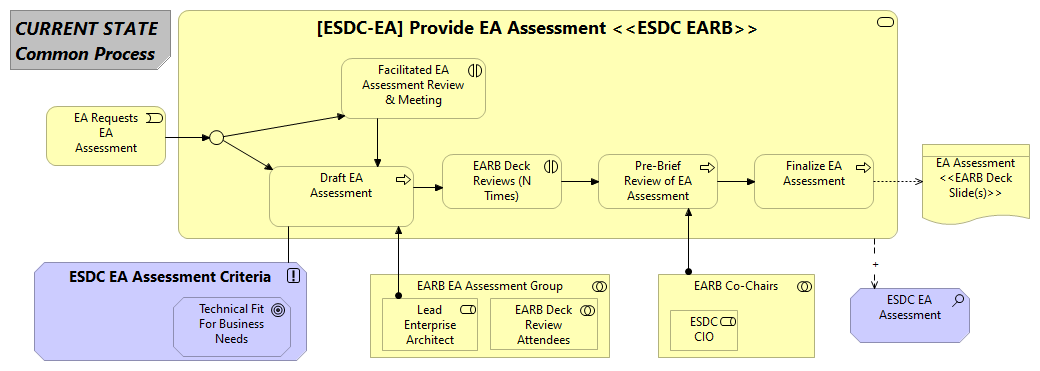 CURRENT STATE
Common Process
[ESDC-EA] Provide EA Assessment <<ESDC EARB>>
Facilitated EA
Assessment Review
& Meeting
EA Requests
EA
Assessment
Draft EA
Assessment
EARB Deck
Reviews (N
Times)
Pre-Brief
Review of EA
Assessment
Finalize EA
Assessment
EA Assessment
<<EARB Deck
Slide(s)>>
ESDC EA Assessment Criteria
Technical Fit
For Business
Needs
EARB EA Assessment Group
Lead
Enterprise
Architect
EARB Deck
Review
Attendees
EARB Co-Chairs
ESDC
CIO
+
ESDC EA
Assessment